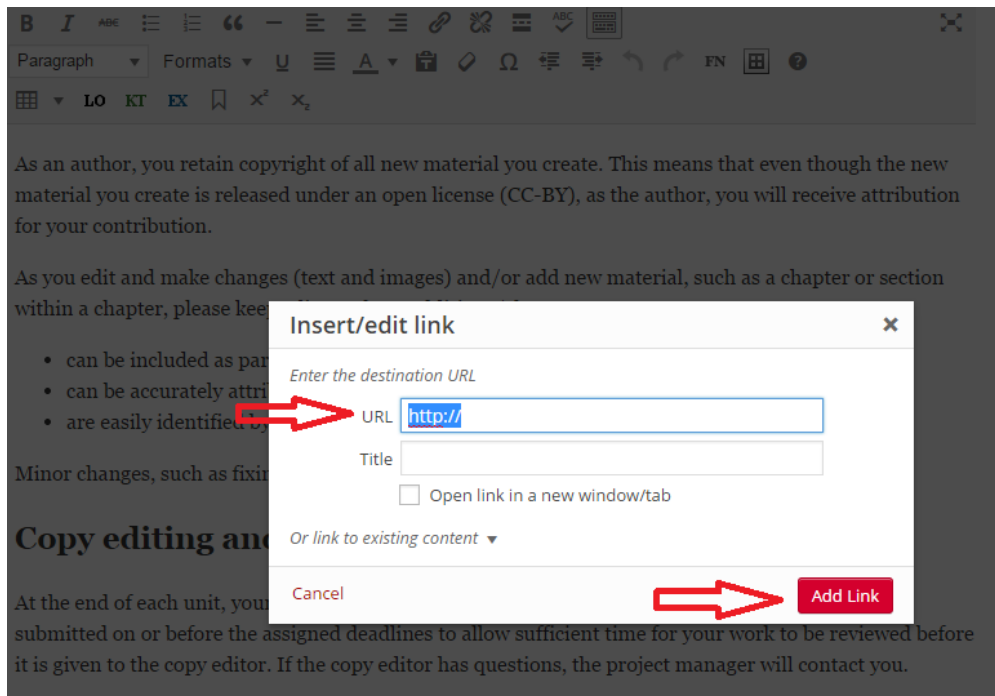 B I ABE ABC
Paragraph Formats U A Ω FN ?
LO KT EX x² x₂
As an author, you retain copyright of all new material you create. This means that even though the new
material you create is released under an open license (CC-BY), as the author, you will receive attribution
for your contribution.
As you edit and make changes (text and images) and/or add new material, such as a chapter or section
within a chapter, please
Insert/edit link
• can be included as
Enter the destination URL
• can be accurately
URL http://
• are easily identified
Title
Minor changes, such as
Open link in a new window/tab
Copy editing
Or link to existing content
Cancel
Add Link
At the end of each unit,
submitted on or before the assigned deadlines to allow sufficient time for your work to be reviewed before
it is given to the copy editor. If the copy editor has questions, the project manager will contact you.